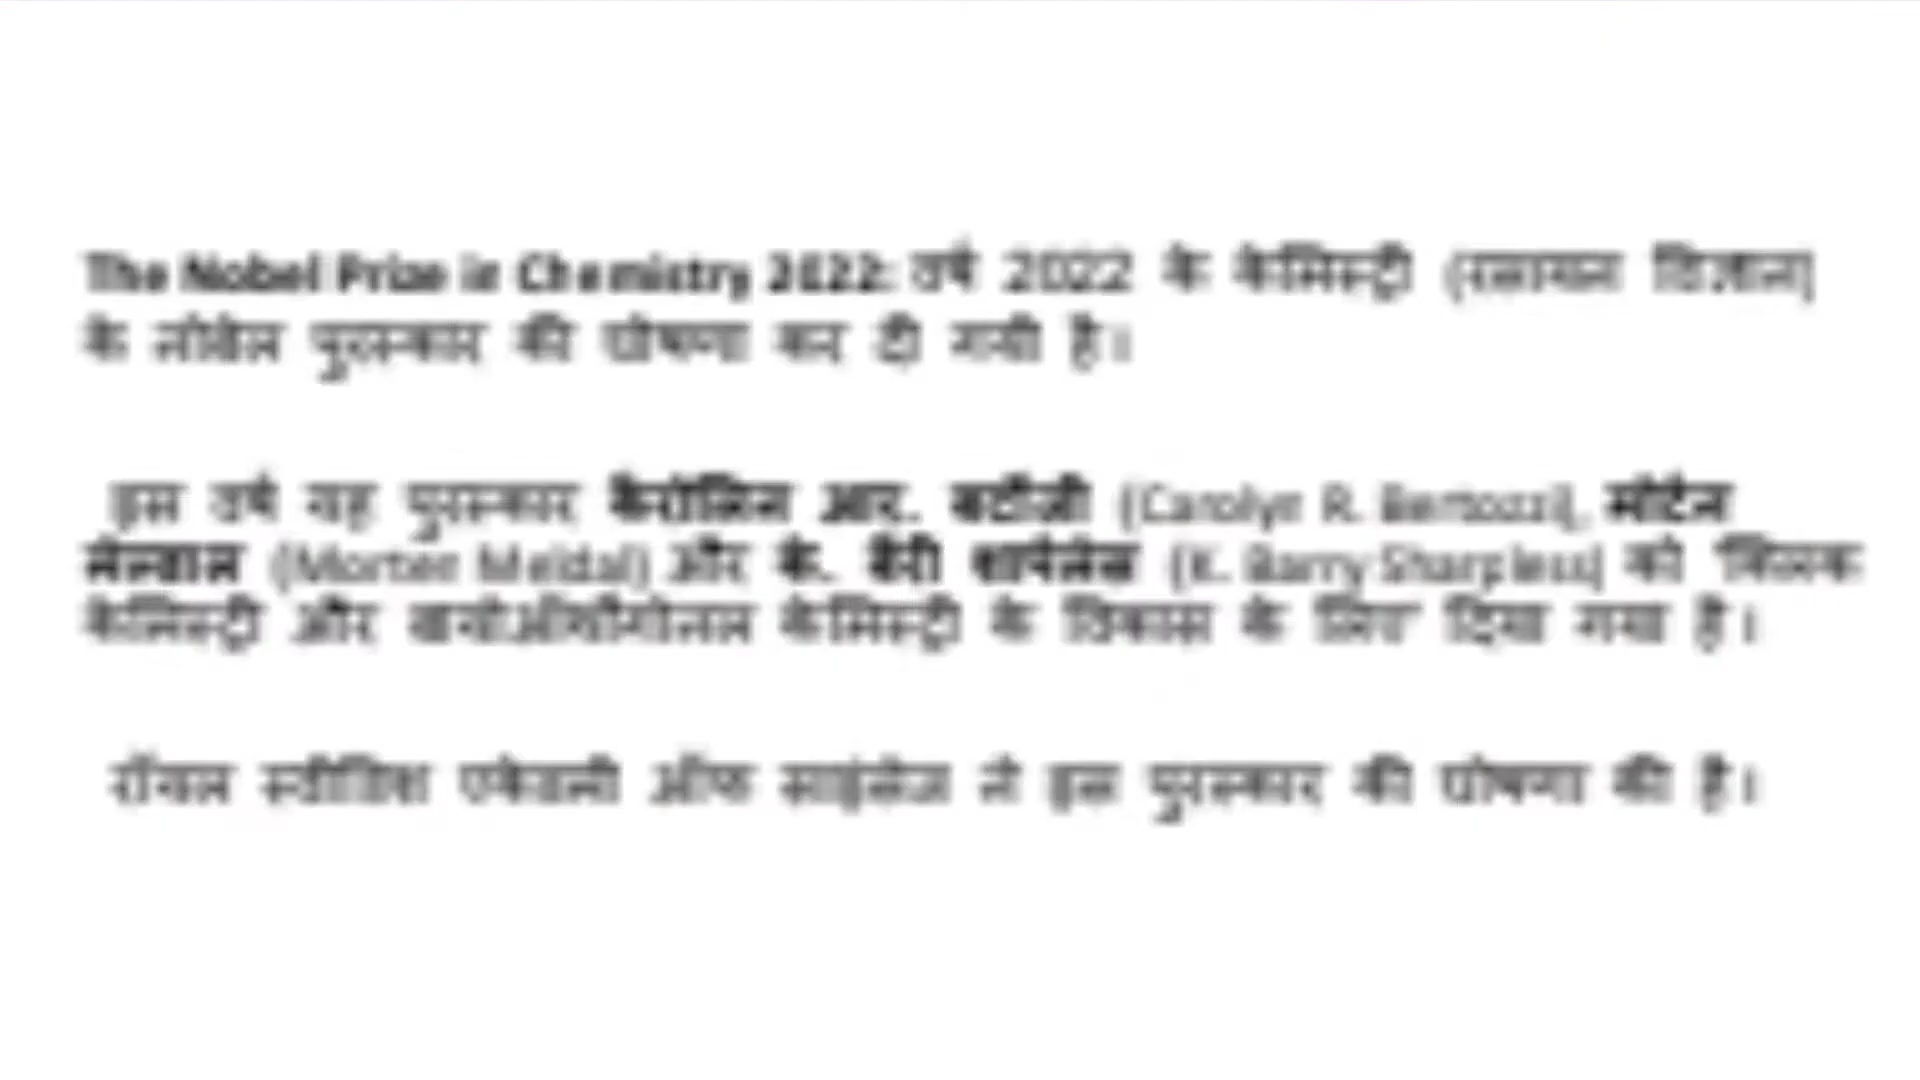 The Nobel Prize in Chemistry 2022: वर्ष 2022 के केमिस्ट्री (रसायन विज्ञान)
के नोबेल पुरस्कार की घोषणा कर दी गयी है।
इस वर्ष यह पुरस्कार कैरोलिन आर. बर्टोज़ी (Carolyn R. Bertozzi), मोर्टन
मेल्डल (Morten Meldal) और के. बैरी शार्पलेस (K. Barry Sharpless) को 'क्लिक
केमिस्ट्री और बायोऑर्थोगोनल केमिस्ट्री के विकास के लिए' दिया गया है।
रॉयल स्वीडिश एकेडमी ऑफ साइंसेज ने इस पुरस्कार की घोषणा की है।